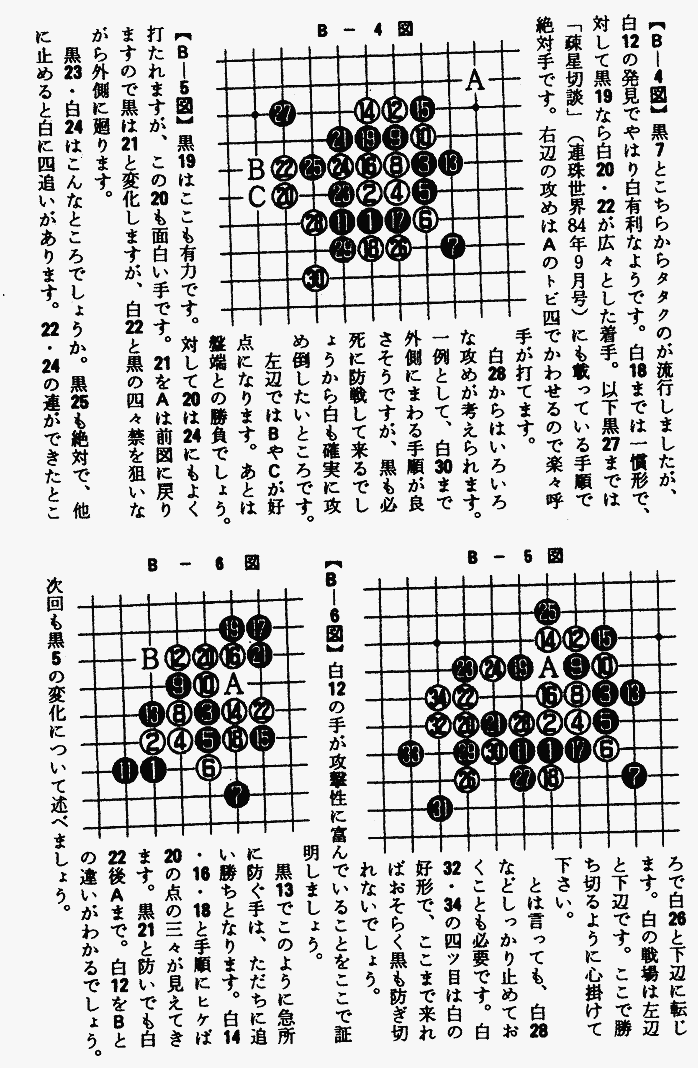 【B―4図】黒7とこちらからタタクのが流行しましたが、
白12の発見でやはり白有利なようです。白18までは一慣形で、
対して黒19なら白20・22が広々とした着手。以下黒27までは
「疎星切談」（連珠世界84年9月号）にも載っている手順で
絶対手です。右辺の攻めはAのトビ四でかわせるので楽々呼
手が打てます。
B－4図
A
B
C
白28からはいろいろ
な攻めが考えられます。
一例として、白30まで
外側にまわる手順が良
さそうですが、黒も必
死に防戦して来るでし
ょうから白も確実に攻
め倒したいところです。
左辺ではBやCが好
点になります。あとは
盤端との勝負でしょう。
【B―5図】黒19はここも有力です。対して20は24にもよく
打たれますが、この20も面白い手です。21をAは前図に戻り
ますので黒は21と変化しますが、白22と黒の四々禁を狙いな
がら外側に廻ります。
黒23・白24はこんなところでしょうか。黒25も絶対で、他
に止めると白に四追いがあります。22・24の連ができたとこ
B－5図
A
ろで白26と下辺に転じ
ます。白の戦場は左辺
と下辺です。ここで勝
ち切るように心掛けて
下さい。
とは言っても、白28
などしっかり止めてお
くことも必要です。白
32・34の四ツ目は白の
好形で、ここまで来れ
ばおそらく黒も防ぎ切
れないでしょう。
【B―6図】白12の手が攻撃性に富んでいることをここで証
明しましょう。
B－6図
B
A
黒13でこのように急所
に防ぐ手は、ただちに追
い勝ちとなります。白14
・16・18と手順にヒケば
20の点の三々が見えてき
ます。黒21と防いでも白
22後Aまで。白12をBと
の違いがわかるでしょう。
次回も黒5の変化について述べましょう。